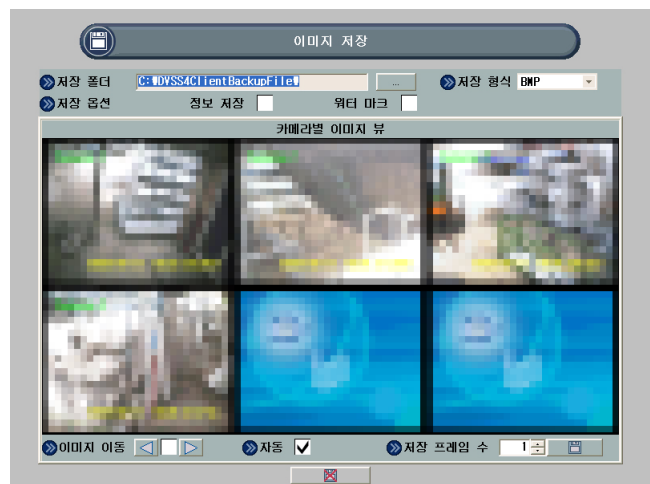 이미지 저장
저장 폴더 C:\DVSS4ClientBackupFile\ ... 저장 형식 BMP
저장 옵션 정보 저장 워터 마크
카메라별 이미지 뷰
이미지 이동 자동 저장 프레임 수 1